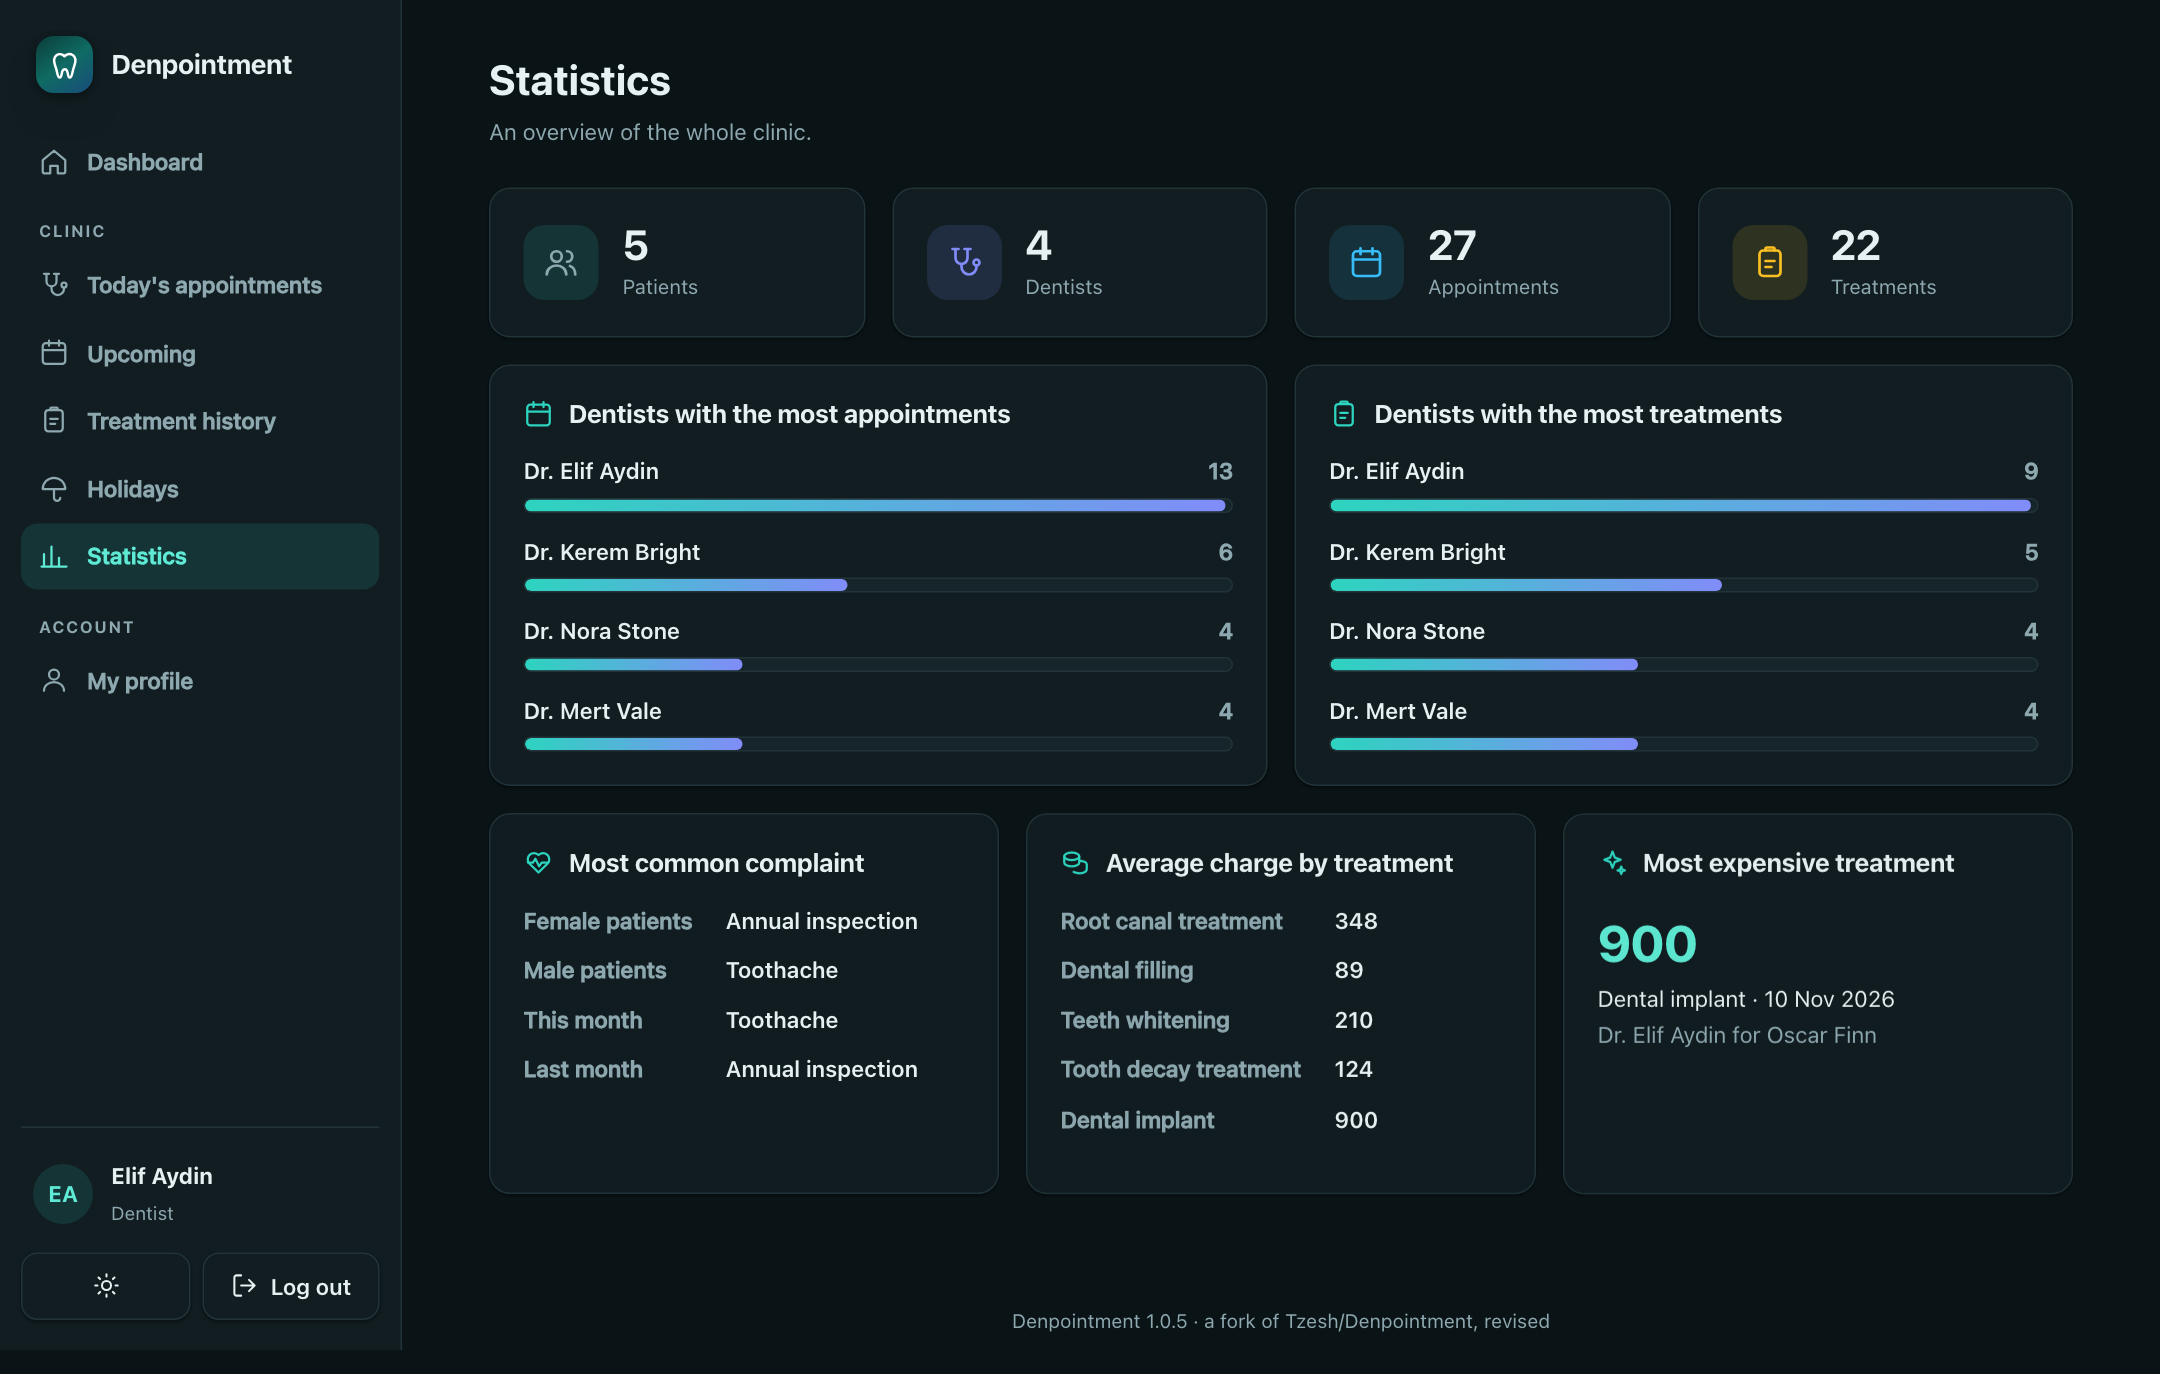 Denpointment
Dashboard
CLINIC
Today's appointments
Upcoming
Treatment history
Holidays
Statistics
ACCOUNT
My profile
EA
Elif Aydin
Dentist
Log out
Statistics
An overview of the whole clinic.
5
Patients
4
Dentists
27
Appointments
22
Treatments
Dentists with the most appointments
Dr. Elif Aydin 13
Dr. Kerem Bright 6
Dr. Nora Stone 4
Dr. Mert Vale 4
Dentists with the most treatments
Dr. Elif Aydin 9
Dr. Kerem Bright 5
Dr. Nora Stone 4
Dr. Mert Vale 4
Most common complaint
Female patients Annual inspection
Male patients Toothache
This month Toothache
Last month Annual inspection
Average charge by treatment
Root canal treatment 348
Dental filling 89
Teeth whitening 210
Tooth decay treatment 124
Dental implant 900
Most expensive treatment
900
Dental implant · 10 Nov 2026
Dr. Elif Aydin for Oscar Finn
Denpointment 1.0.5 · a fork of Tzesh/Denpointment, revised